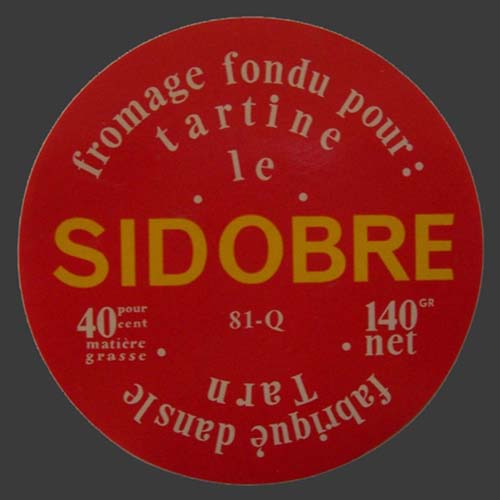 fromage fondu pour:
tartine
le
SIDOBRE
40 pour cent
matière
grasse
81-Q
140 GR
net
fabriqué dans le
Tarn